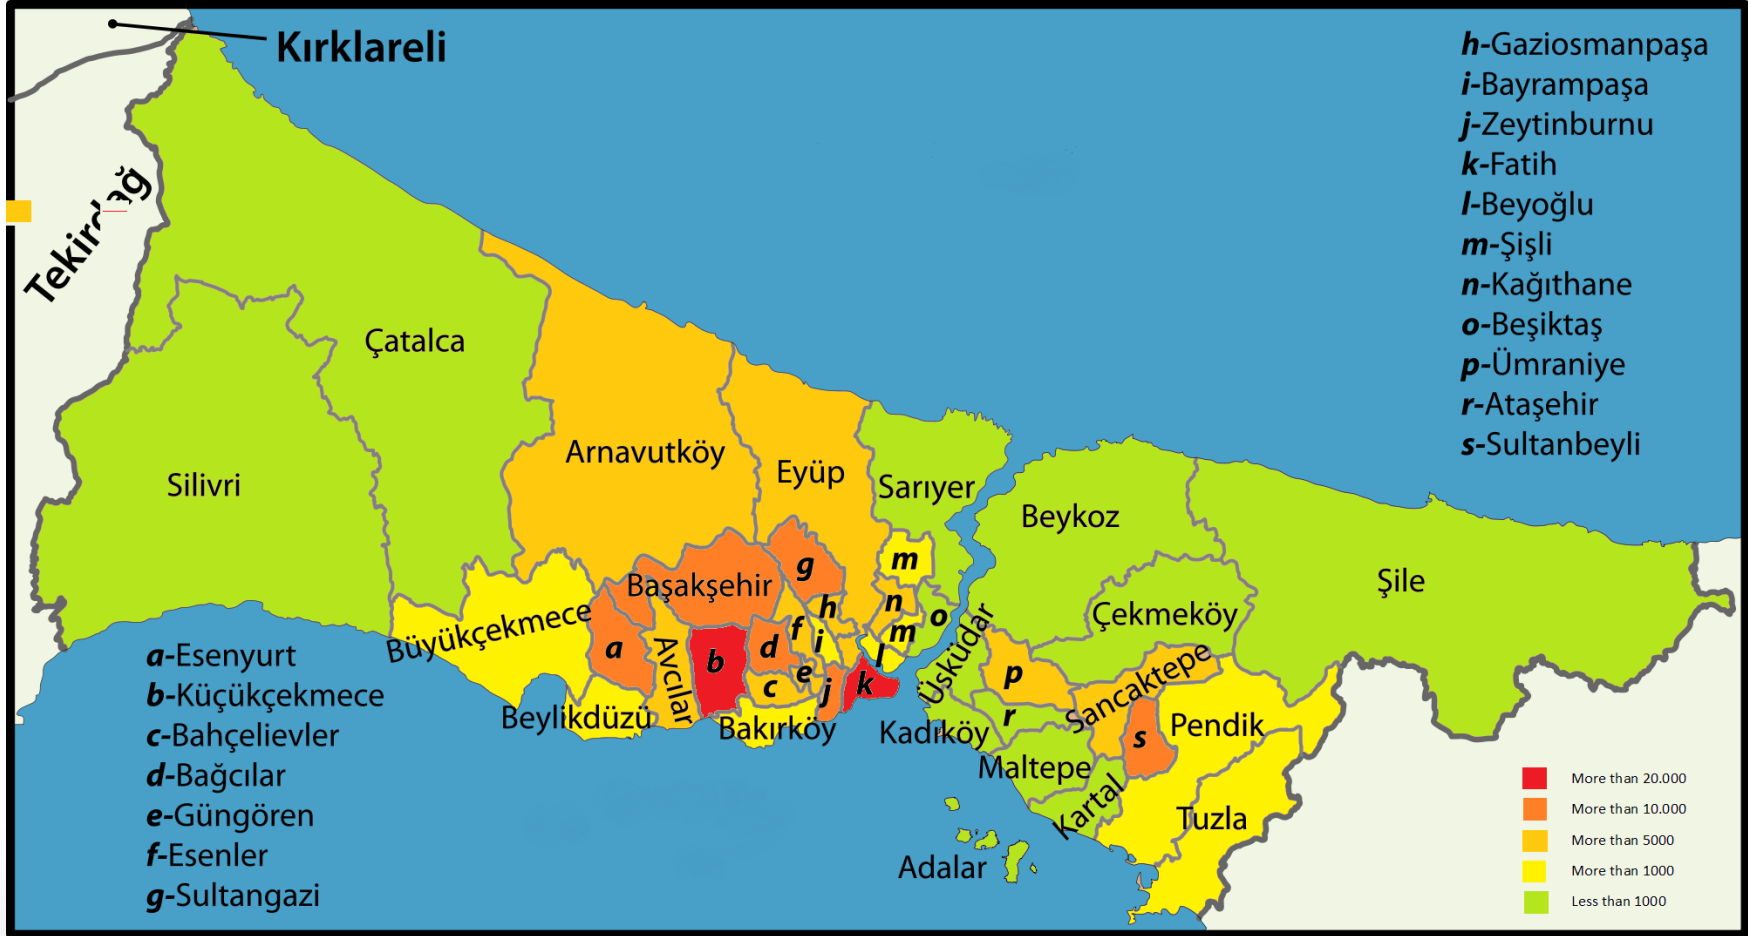 Kırklareli
Tekirdağ
h-Gaziosmanpaşa
i-Bayrampaşa
j-Zeytinburnu
k-Fatih
l-Beyoğlu
m-Şişli
n-Kağıthane
o-Beşiktaş
p-Ümraniye
r-Ataşehir
s-Sultanbeyli
Çatalca
Silivri
Arnavutköy
Eyüp
Sarıyer
Beykoz
Şile
Çekmeköy
Başakşehir
Büyükçekmece
Avcılar
Beylikdüzü
Bakırköy
Üsküdar
Kadıköy
Sancaktepe
Pendik
Maltepe
Kartal
Tuzla
Adalar
g
m
h
n
o
a
b
d
f
i
m
l
e
c
j
k
p
r
s
a-Esenyurt
b-Küçükçekmece
c-Bahçelievler
d-Bağcılar
e-Güngören
f-Esenler
g-Sultangazi
More than 20.000
More than 10.000
More than 5000
More than 1000
Less than 1000